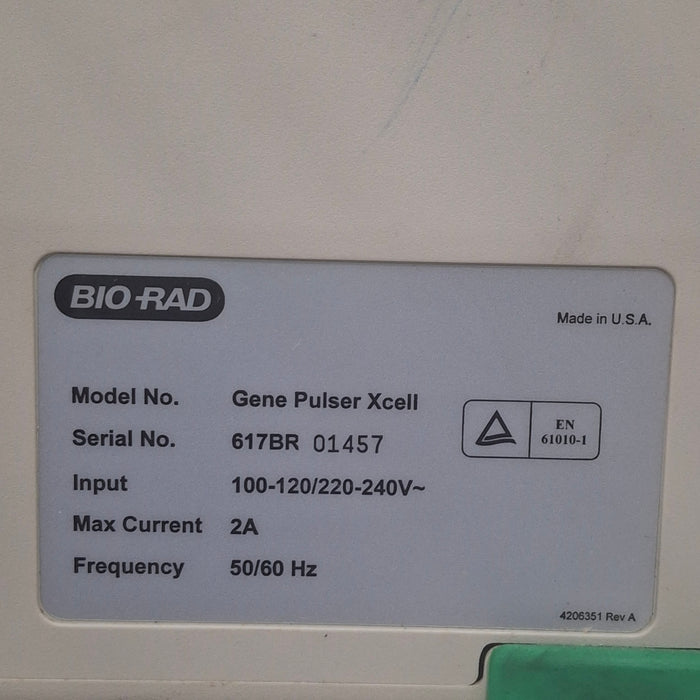 BIO-RAD
Made in U.S.A.
Model No. Gene Pulser Xcell
Serial No. 617BR 01457
EN
61010-1
Input 100-120/220-240V~
Max Current 2A
Frequency 50/60 Hz
4206351 Rev A